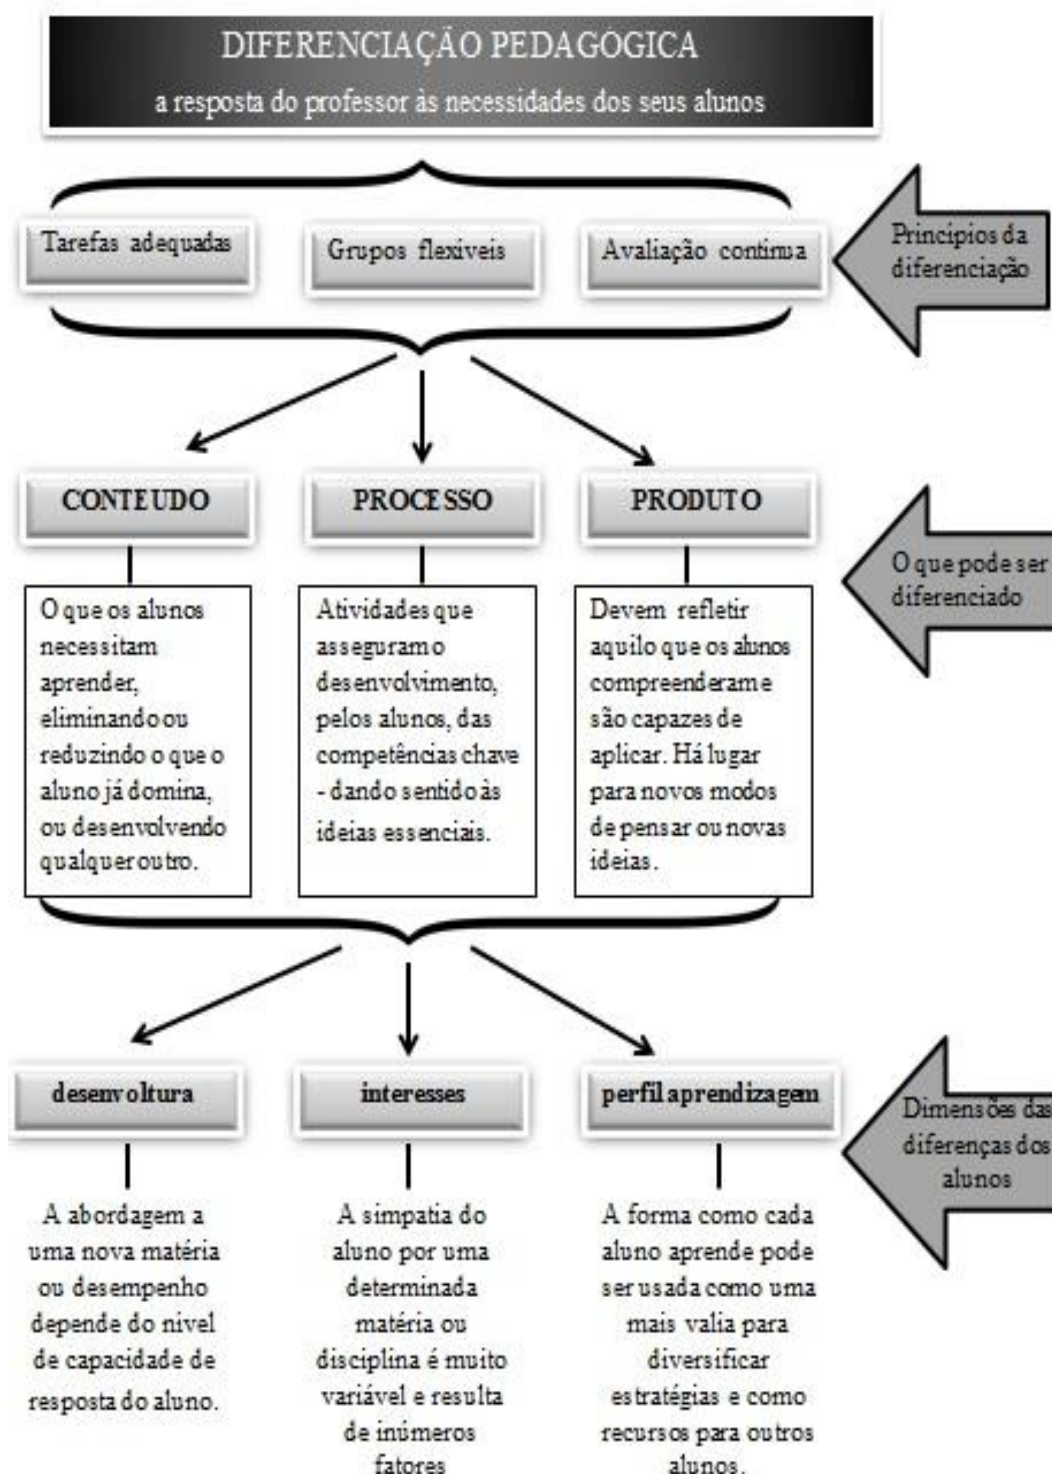 DIFERENCIAÇÃO PEDAGÓGICA
a resposta do professor às necessidades dos seus alunos
Tarefas adequadas
Grupos flexiveis
Avaliação continua
Principios da
diferenciação
CONTEUDO
PROCESSO
PRODUTO
O que pode ser
diferenciado
O que os alunos
necessitam
aprender,
eliminando ou
reduzindo o que o
aluno já domina,
ou desenvolvendo
qualquer outro.
Atividades que
asseguram o
desenvolvimento,
pelos alunos, das
competências chave
- dando sentido às
ideias essenciais.
Devem refletir
aquilo que os alunos
compreenderam e
são capazes de
aplicar. Há lugar
para novos modos
de pensar ou novas
ideias.
desenvoltura
interesses
perfil aprendizagem
Dimensões das
diferenças dos
alunos
A abordagem a
uma nova matéria
ou desempenho
depende do nivel
de capacidade de
resposta do aluno.
A simpatia do
aluno por uma
determinada
matéria ou
disciplina é muito
variável e resulta
de inúmeros
fatores
A forma como cada
aluno aprende pode
ser usada como uma
mais valia para
diversificar
estratégias e como
recursos para outros
alunos.